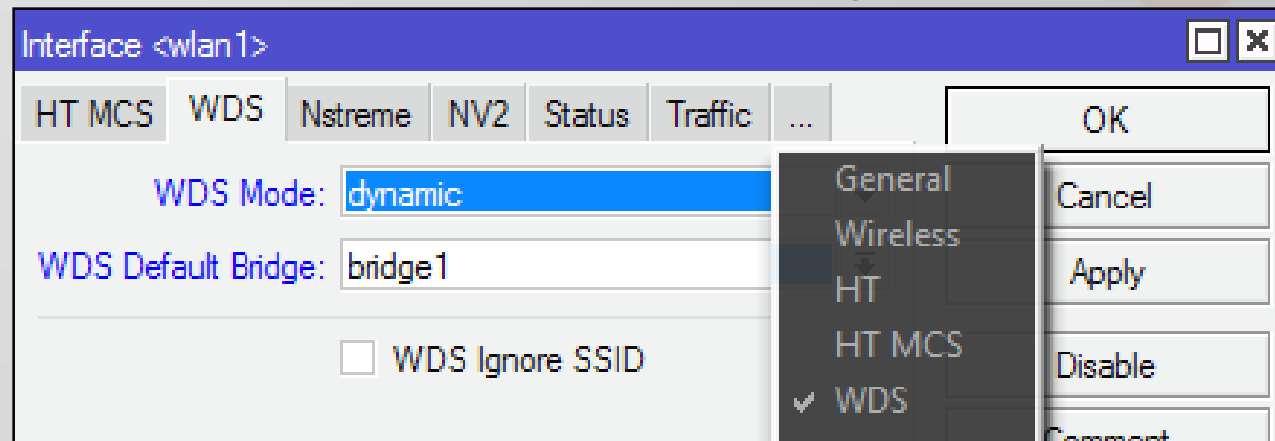 Interface <wlan1>
HT MCS WDS Nstreme NV2 Status Traffic ...
OK
WDS Mode: dynamic
General
Cancel
Wireless
WDS Default Bridge: bridge1
Apply
HT
HT MCS
WDS Ignore SSID
Disable
WDS
Comment